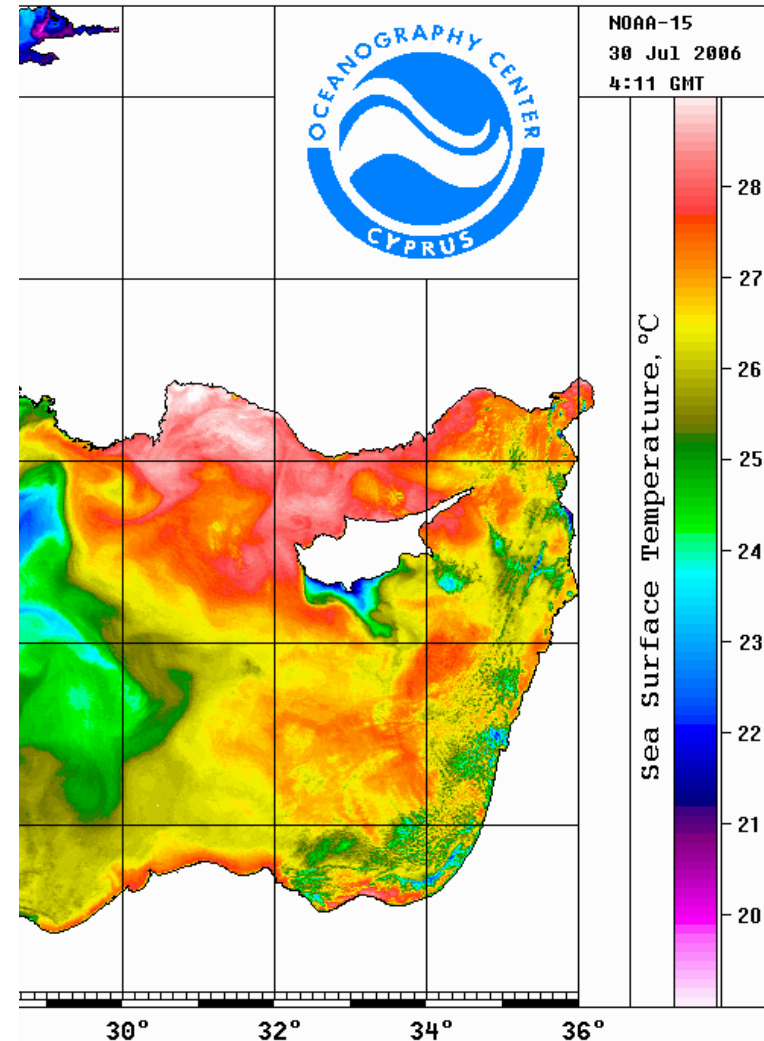 NOAA-15
30 Jul 2006
4:11 GMT
OCEANOGRAPHY CENTER
CYPRUS
Sea Surface Temperature, °C
28
27
26
25
24
23
22
21
20
30° 32° 34° 36°